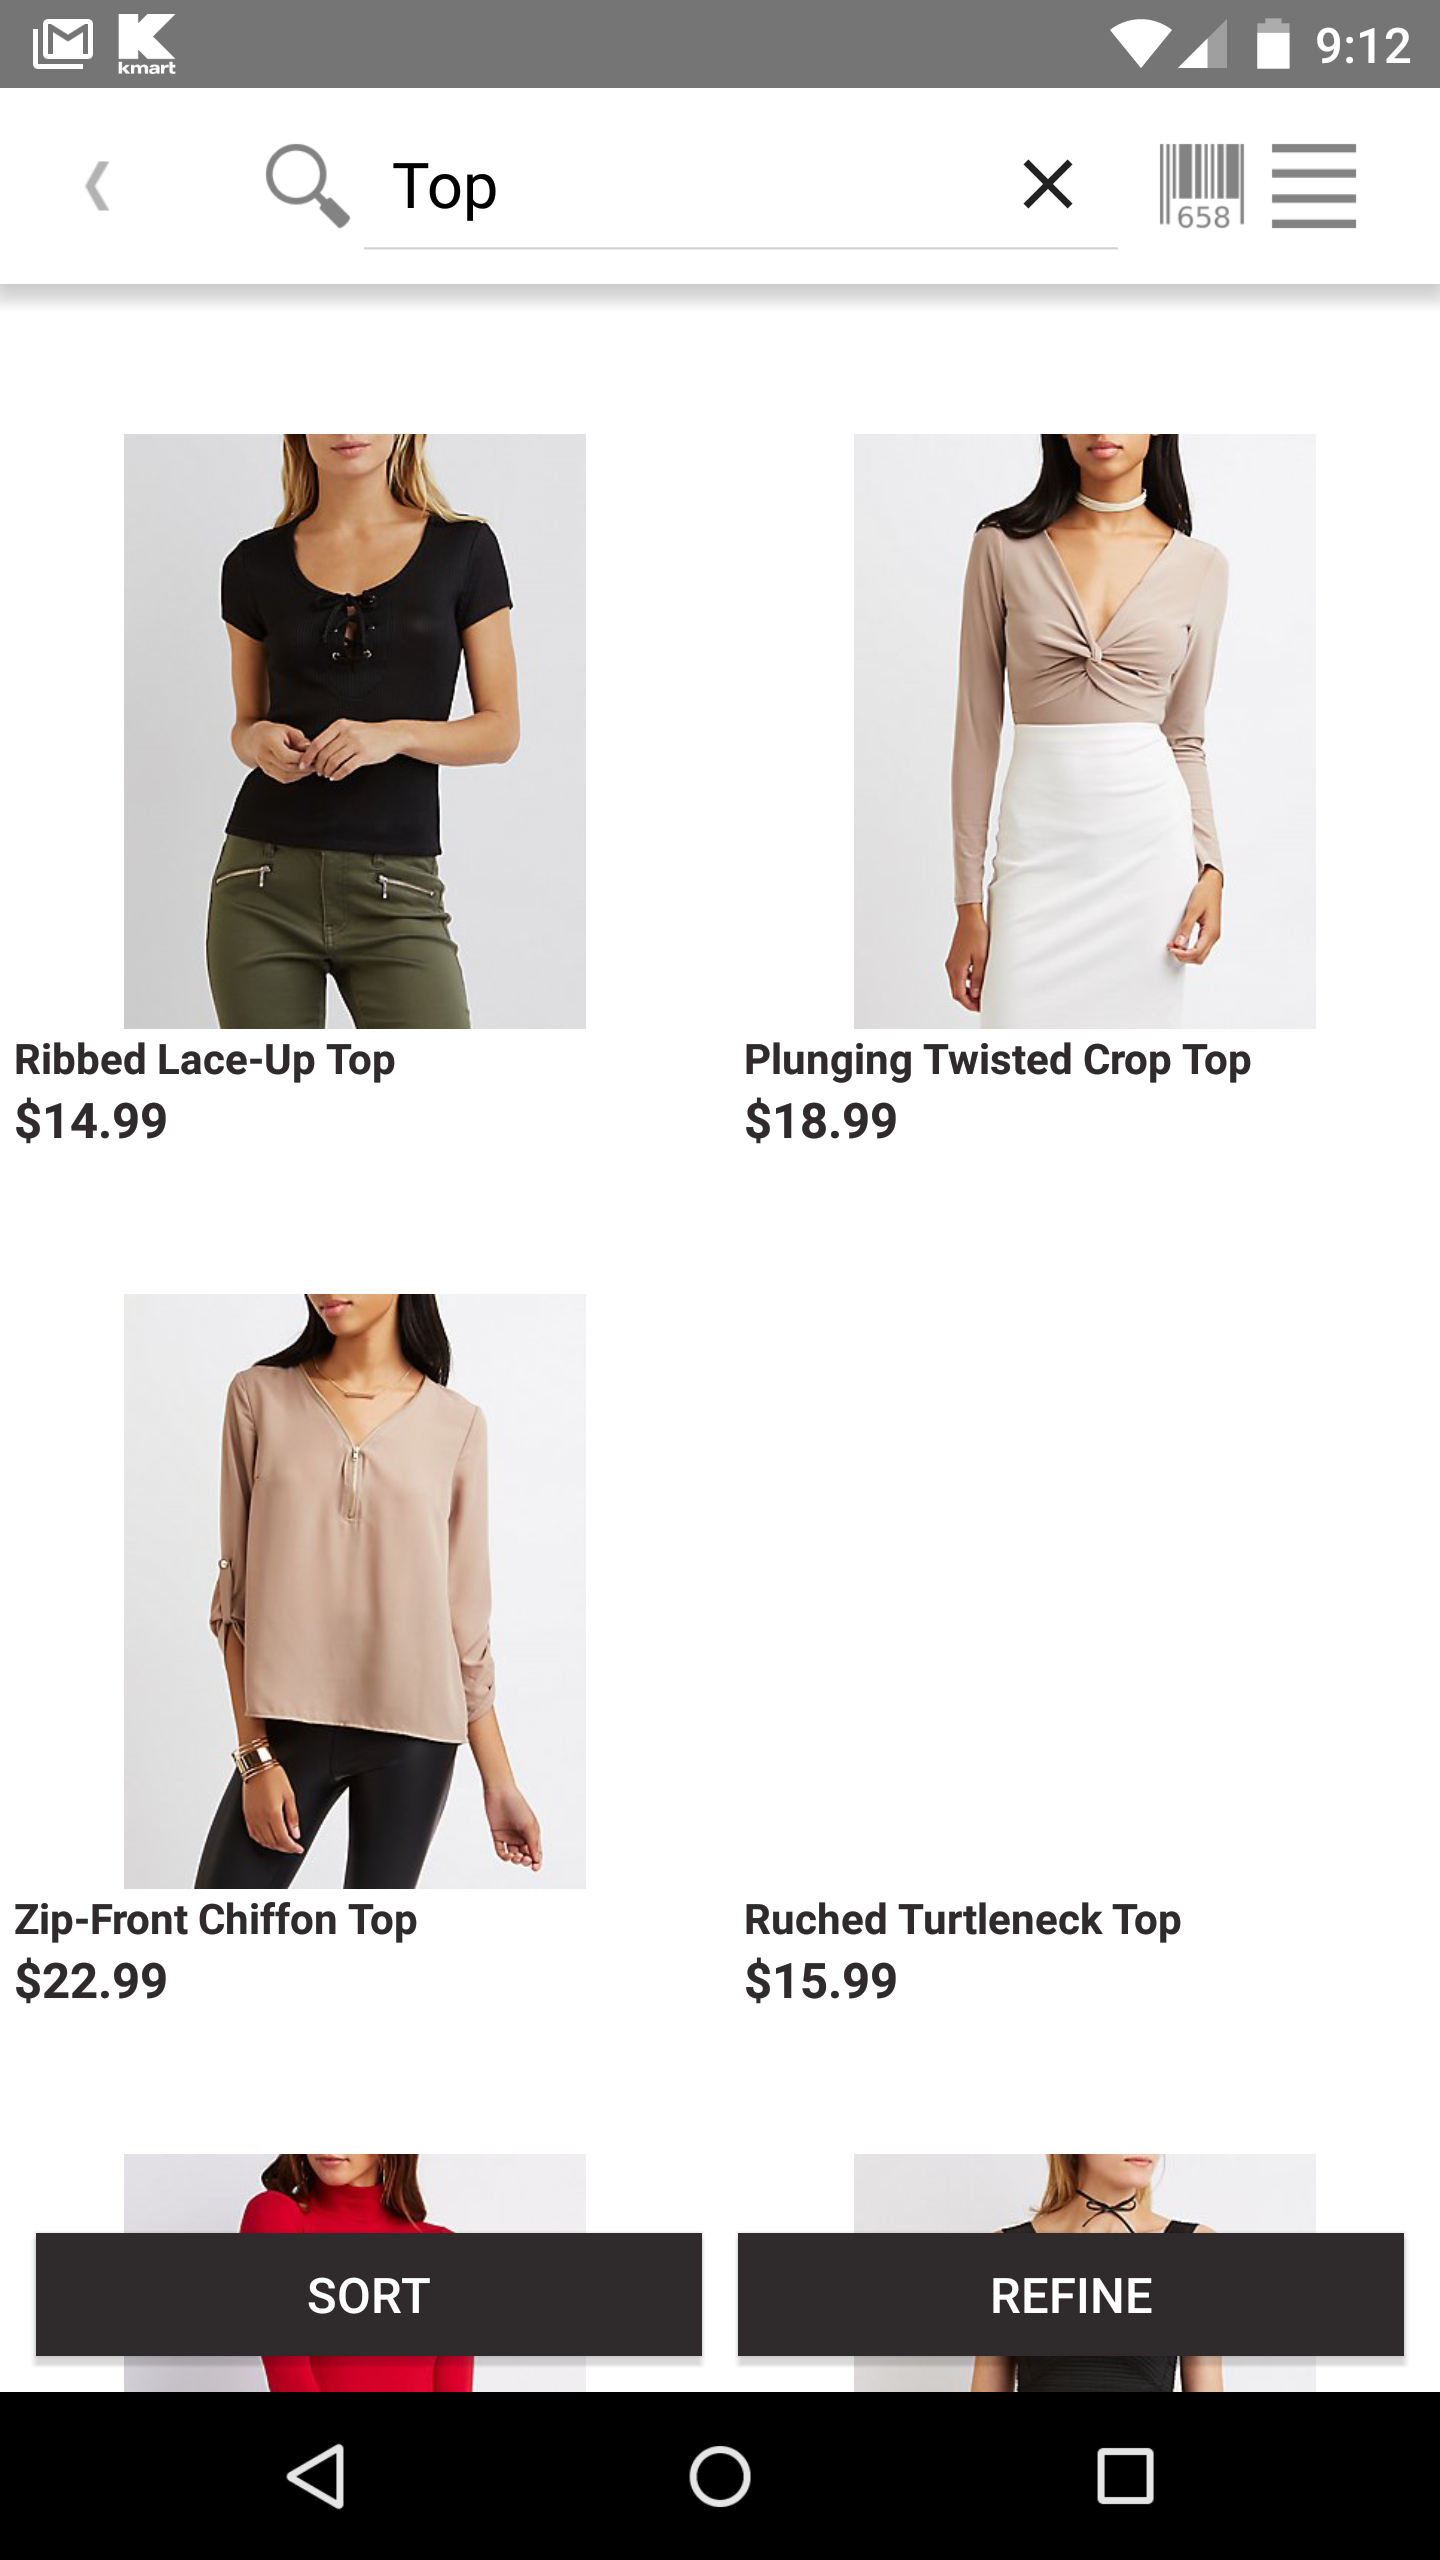 kmart
9:12
Top
658
Ribbed Lace-Up Top
$14.99
Plunging Twisted Crop Top
$18.99
Zip-Front Chiffon Top
$22.99
Ruched Turtleneck Top
$15.99
SORT
REFINE